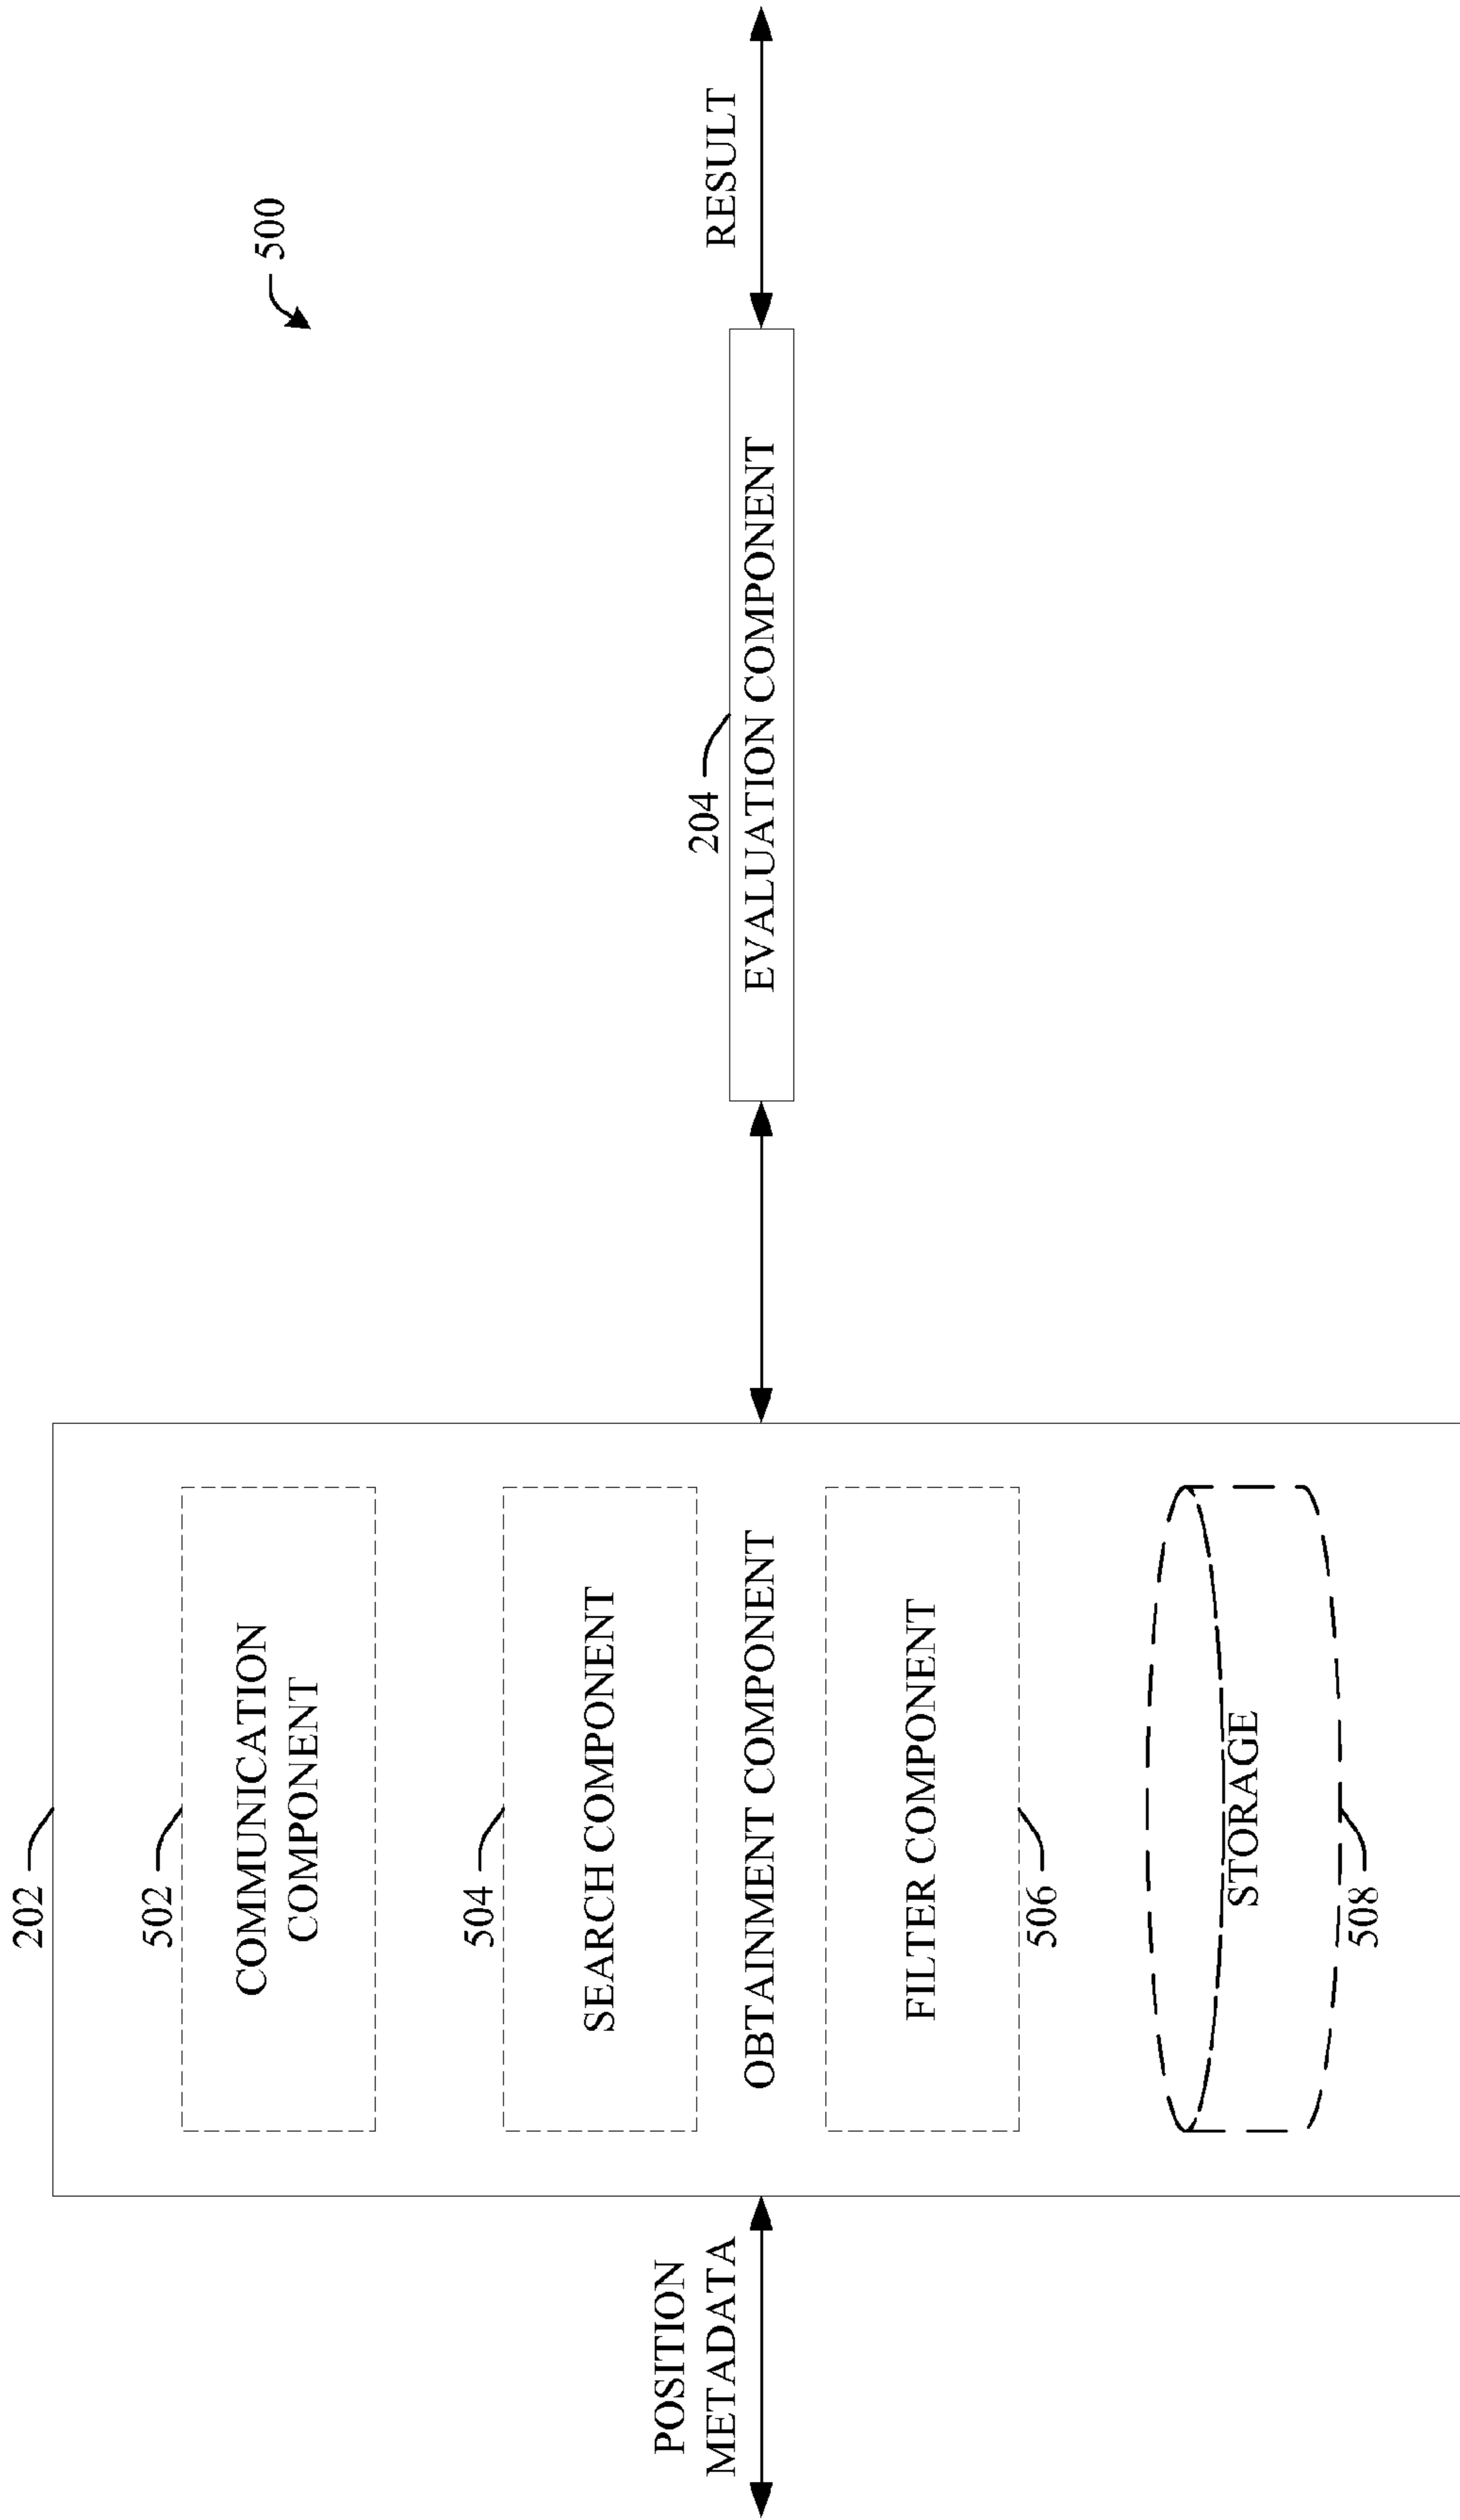 500
202
502
COMMUNICATION
COMPONENT
504
SEARCH COMPONENT
POSITION
METADATA
OBTAINMENT COMPONENT
204
EVALUATION COMPONENT
RESULT
FILTER COMPONENT
506
STORAGE
508